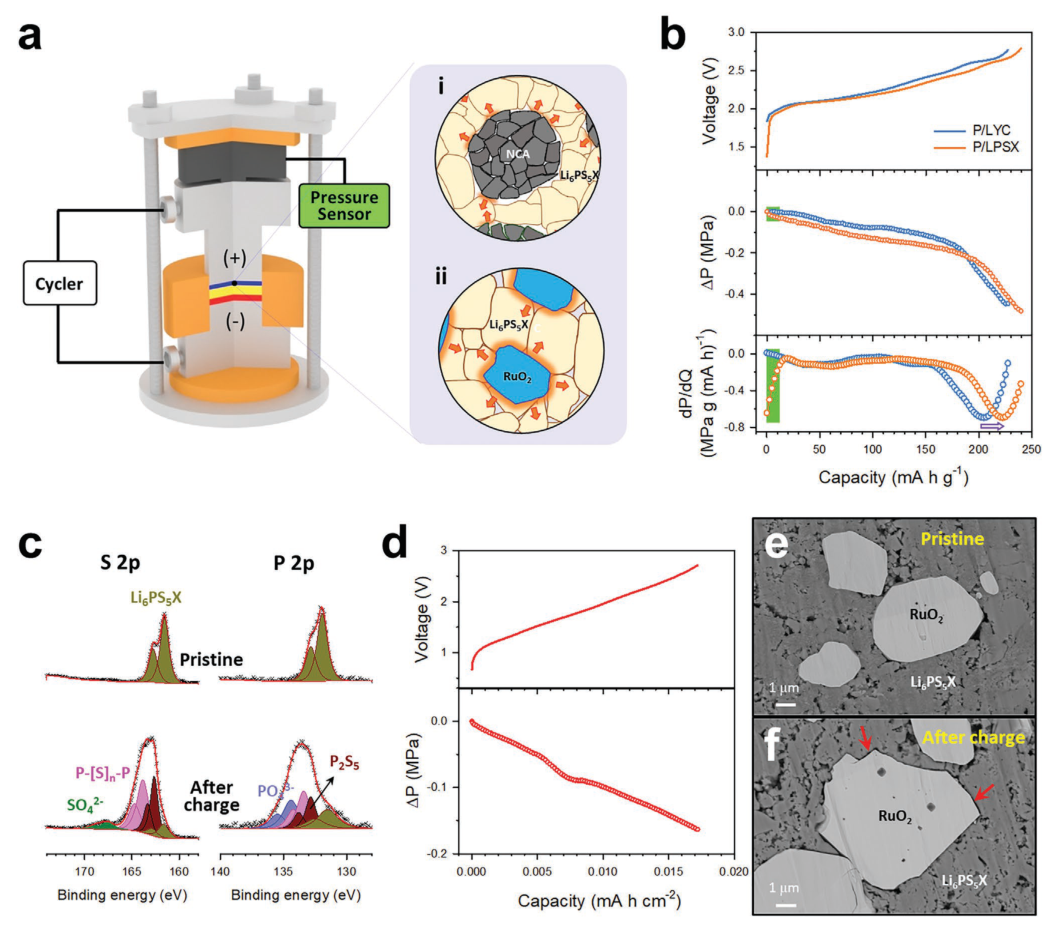 a
Pressure
Sensor
Cycler
(+)
(-)
i
NCA
Li₆PS₅X
ii
Li₆PS₅X
RuO₂
b
Voltage (V)
3.0
2.5
2.0
1.5
P/LYC
P/LPSX
ΔP (MPa)
0.0
-0.2
-0.4
dP/dQ
(MPa g (mA h)⁻¹)
0.0
-0.4
-0.8
0 50 100 150 200 250
Capacity (mA h g⁻¹)
c
S 2p
P 2p
Li₆PS₅X
Pristine
P-[S]ₙ-P
SO₄²⁻
After
charge
P₂S₅
170 165 160
140 135 130
Binding energy (eV)
Binding energy (eV)
d
Voltage (V)
3
2
1
ΔP (MPa)
0.0
-0.1
-0.2
0.000 0.005 0.010 0.015 0.020
Capacity (mA h cm⁻²)
e
Pristine
RuO₂
Li₆PS₅X
1 μm
f
After charge
RuO₂
Li₆PS₅X
1 μm